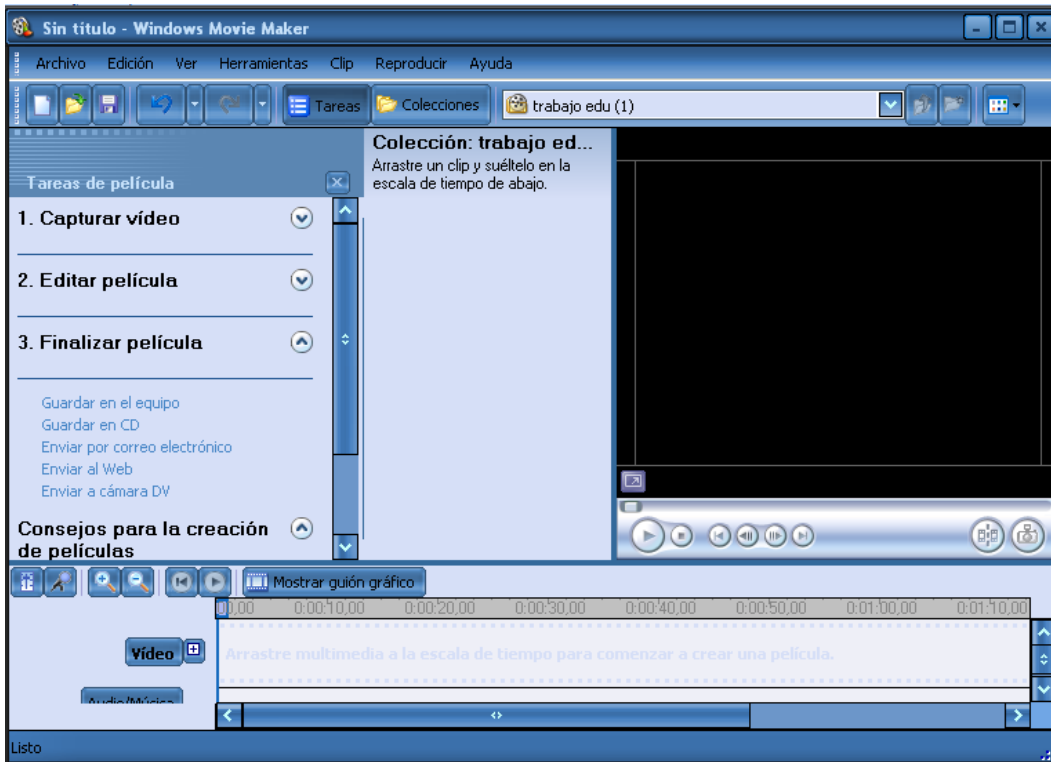 Sin título - Windows Movie Maker
Archivo Edición Ver Herramientas Clip Reproducir Ayuda
Tareas Colecciones trabajo edu (1)
Tareas de película
Colección: trabajo ed...
Arrastre un clip y suéltelo en la
escala de tiempo de abajo.
1. Capturar vídeo
2. Editar película
3. Finalizar película
Guardar en el equipo
Guardar en CD
Enviar por correo electrónico
Enviar al Web
Enviar a cámara DV
Consejos para la creación
de películas
Mostrar guión gráfico
00,00 0:00:10,00 0:00:20,00 0:00:30,00 0:00:40,00 0:00:50,00 0:01:00,00 0:01:10,00
Vídeo
Arrastre multimedia a la escala de tiempo para comenzar a crear una película.
Audio/Música
Listo